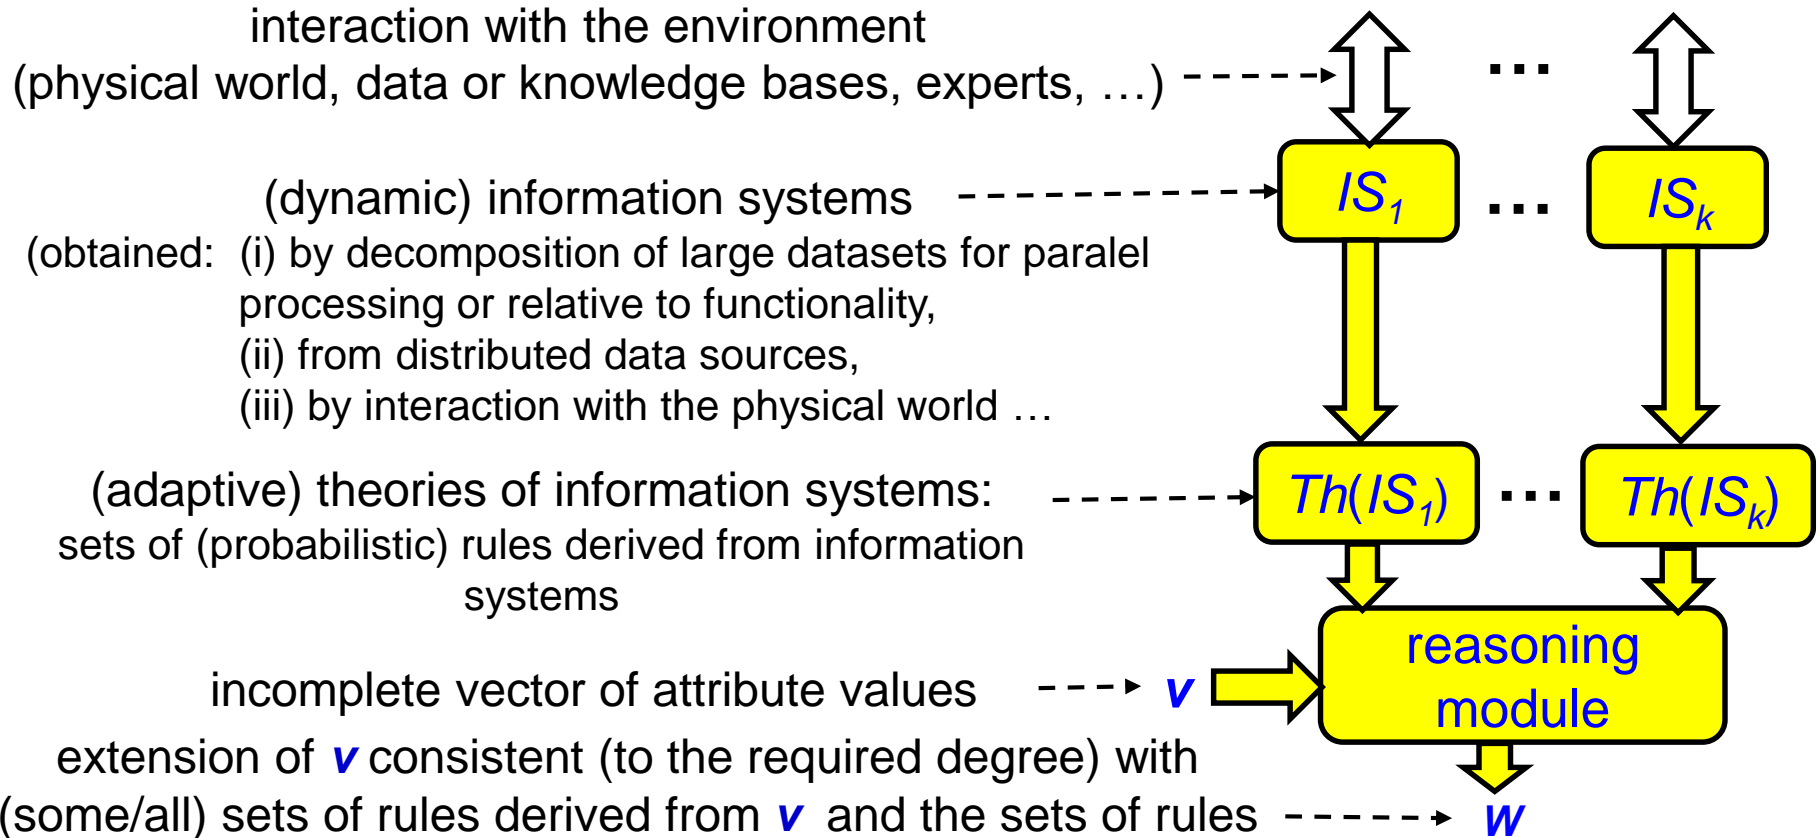 interaction with the environment
(physical world, data or knowledge bases, experts, …)
…
(dynamic) information systems
IS1
…
ISk
(obtained: (i) by decomposition of large datasets for paralel
processing or relative to functionality,
(ii) from distributed data sources,
(iii) by interaction with the physical world …
(adaptive) theories of information systems:
Th(IS1)
…
Th(ISk)
sets of (probabilistic) rules derived from information
systems
reasoning
module
incomplete vector of attribute values
v
extension of v consistent (to the required degree) with
(some/all) sets of rules derived from v and the sets of rules
w